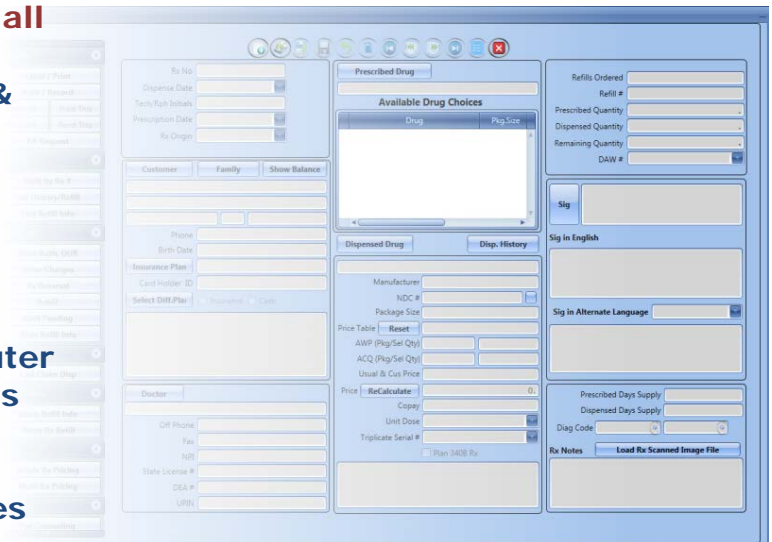 all
&
uter
s
es
Rx No
Dispense Date
Tech/Rph Initials
Prescription Date
Rx Origin
Customer Family Show Balance
Phone
Birth Date
Insurance Plan
Card Holder ID
Select Diff.Plan Insurance Cash
Doctor
Off Phone
Fax
NPI
State License #
DEA #
UPIN
Prescribed Drug
Available Drug Choices
Drug Pkg.Size
Dispensed Drug Disp. History
Manufacturer
NDC #
Package Size
Price Table Reset
AWP (Pkg/Sel Qty)
ACQ (Pkg/Sel Qty)
Usual & Cus Price
Price ReCalculate 0.
Copay
Unit Dose
Triplicate Serial #
Plan 340B Rx
Refills Ordered
Refill #
Prescribed Quantity .
Dispensed Quantity .
Remaining Quantity .
DAW #
Sig
Sig in English
Sig in Alternate Language
Prescribed Days Supply
Dispensed Days Supply
Diag Code
Rx Notes Load Rx Scanned Image File